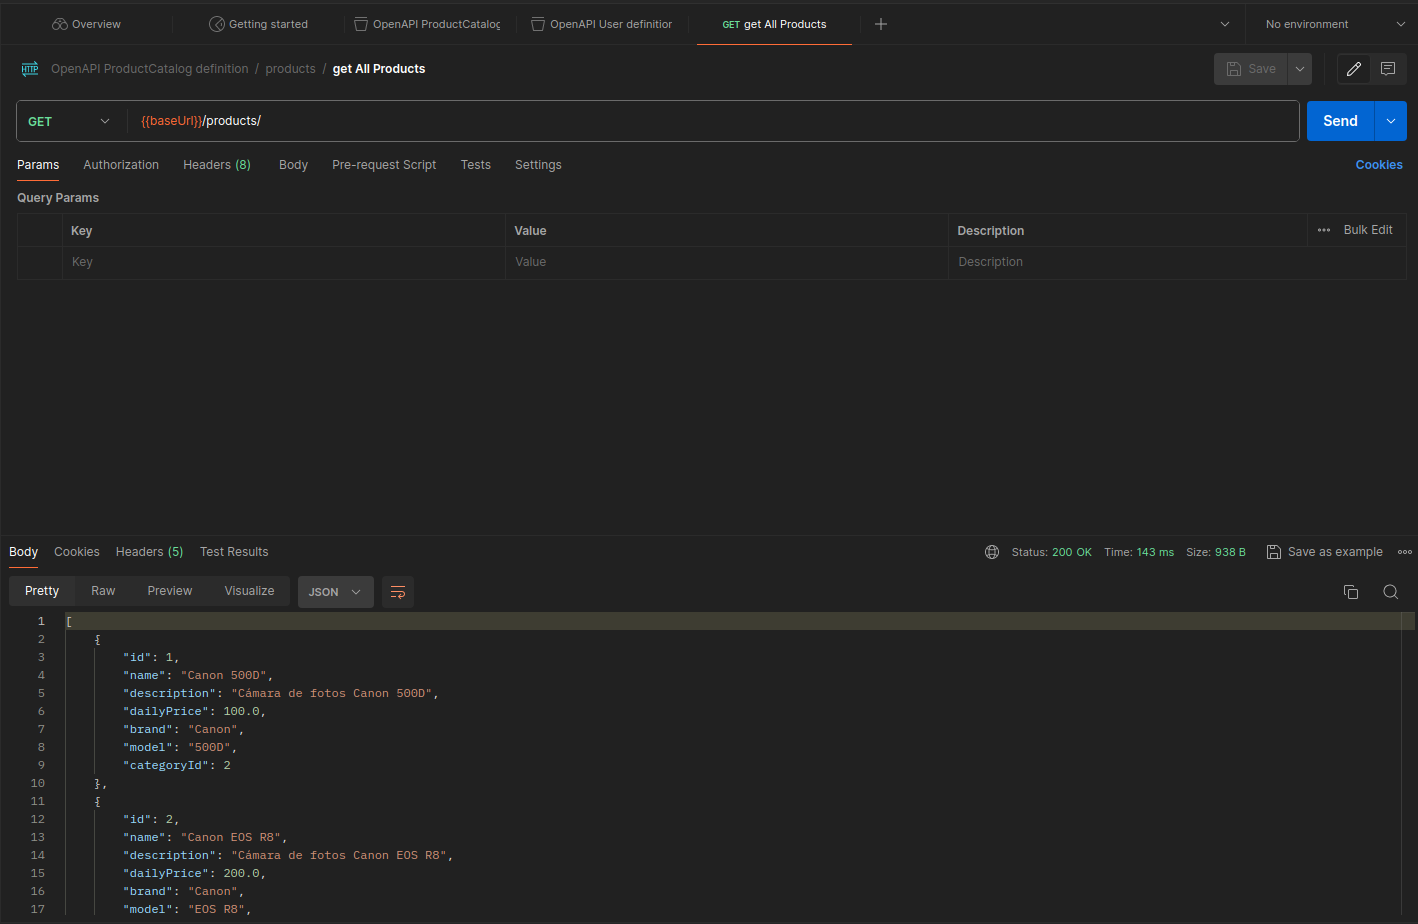 Overview
Getting started
OpenAPI ProductCatalog
OpenAPI User definition
GET get All Products
No environment
HTTP
OpenAPI ProductCatalog definition / products / get All Products
Save
GET
{{baseUrl}}/products/
Send
Params
Authorization
Headers (8)
Body
Pre-request Script
Tests
Settings
Cookies
Query Params
Key
Value
Description
Bulk Edit
Key
Value
Description
Body
Cookies
Headers (5)
Test Results
Status: 200 OK
Time: 143 ms
Size: 938 B
Save as example
Pretty
Raw
Preview
Visualize
JSON
1 [
2 {
3 "id": 1,
4 "name": "Canon 500D",
5 "description": "Cámara de fotos Canon 500D",
6 "dailyPrice": 100.0,
7 "brand": "Canon",
8 "model": "500D",
9 "categoryId": 2
10 },
11 {
12 "id": 2,
13 "name": "Canon EOS R8",
14 "description": "Cámara de fotos Canon EOS R8",
15 "dailyPrice": 200.0,
16 "brand": "Canon",
17 "model": "EOS R8",